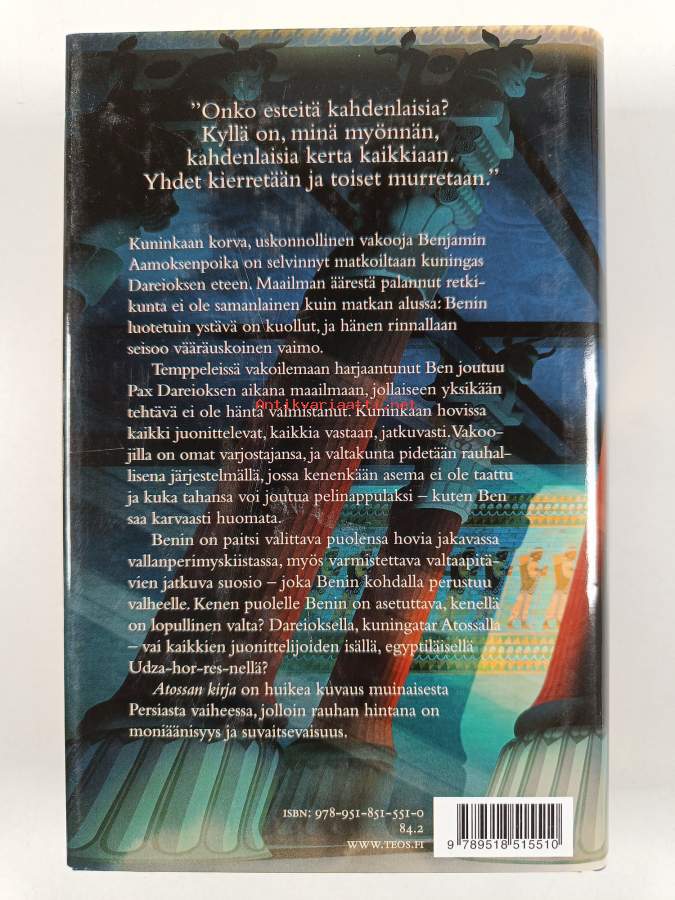 ”Onko esteitä kahdenlaisia?
Kyllä on, minä myönnän,
kahdenlaisia kerta kaikkiaan.
Yhdet kierretään ja toiset murretaan.”
Kuninkaan korva, uskonnollinen vakooja Benjamin
Aamoksenpoika on selvinnyt matkoiltaan kuningas
Dareioksen eteen. Maailman äärestä palannut retki-
kunta ei ole samanlainen kuin matkan alussa: Benin
luotetuin ystävä on kuollut, ja hänen rinnallaan
seisoo vääräuskoinen vaimo.
Temppeleissä vakoilemaan harjaantunut Ben joutuu
Pax Dareioksen aikana maailmaan, jollaiseen yksikään
tehtävä ei ole häntä valmistanut. Kuninkaan hovissa
Antikvariaatti.net
kaikki juonittelevat, kaikkia vastaan, jatkuvasti. Vakoo-
jilla on omat varjostajansa, ja valtakunta pidetään rauhal-
lisena järjestelmällä, jossa kenenkään asema ei ole taattu
ja kuka tahansa voi joutua pelinappulaksi – kuten Ben
saa karvaasti huomata.
Benin on paitsi valittava puolensa hovia jakavassa
vallanperimyskiistassa, myös varmistettava valtaapitä-
vien jatkuva suosio – joka Benin kohdalla perustuu
valheelle. Kenen puolelle Benin on asetuttava, kenellä
on lopullinen valta? Dareioksella, kuningatar Atossalla
– vai kaikkien juonittelijoiden isällä, egyptiläisellä
Udza-hor-res-nellä?
Atossan kirja on huikea kuvaus muinaisesta
Persiasta vaiheessa, jolloin rauhan hintana on
moniäänisyys ja suvaitsevaisuus.
ISBN: 978-951-851-551-0
84.2
WWW.TEOS.FI
9 789518 515510